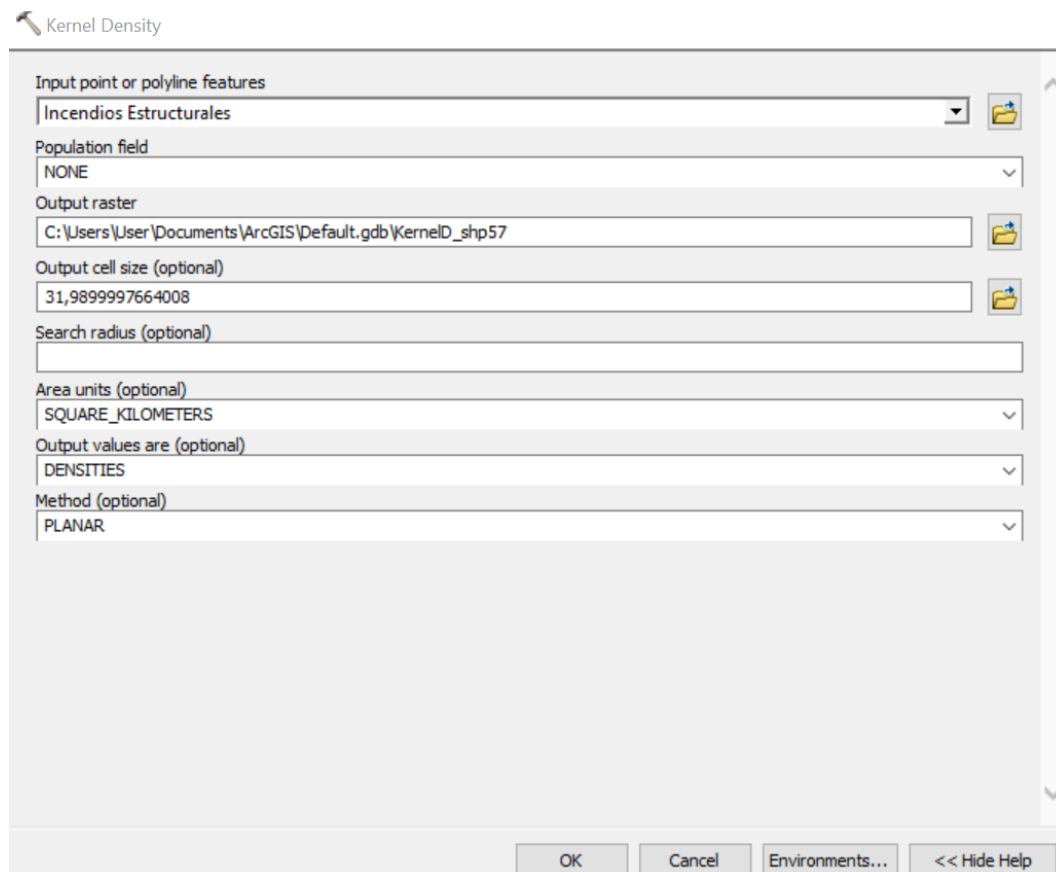 Kernel Density
Input point or polyline features
Incendios Estructurales
Population field
NONE
Output raster
C:\Users\User\Documents\ArcGIS\Default.gdb\KernelD_shp57
Output cell size (optional)
31,9899997664008
Search radius (optional)
Area units (optional)
SQUARE_KILOMETERS
Output values are (optional)
DENSITIES
Method (optional)
PLANAR
OK Cancel Environments... << Hide Help